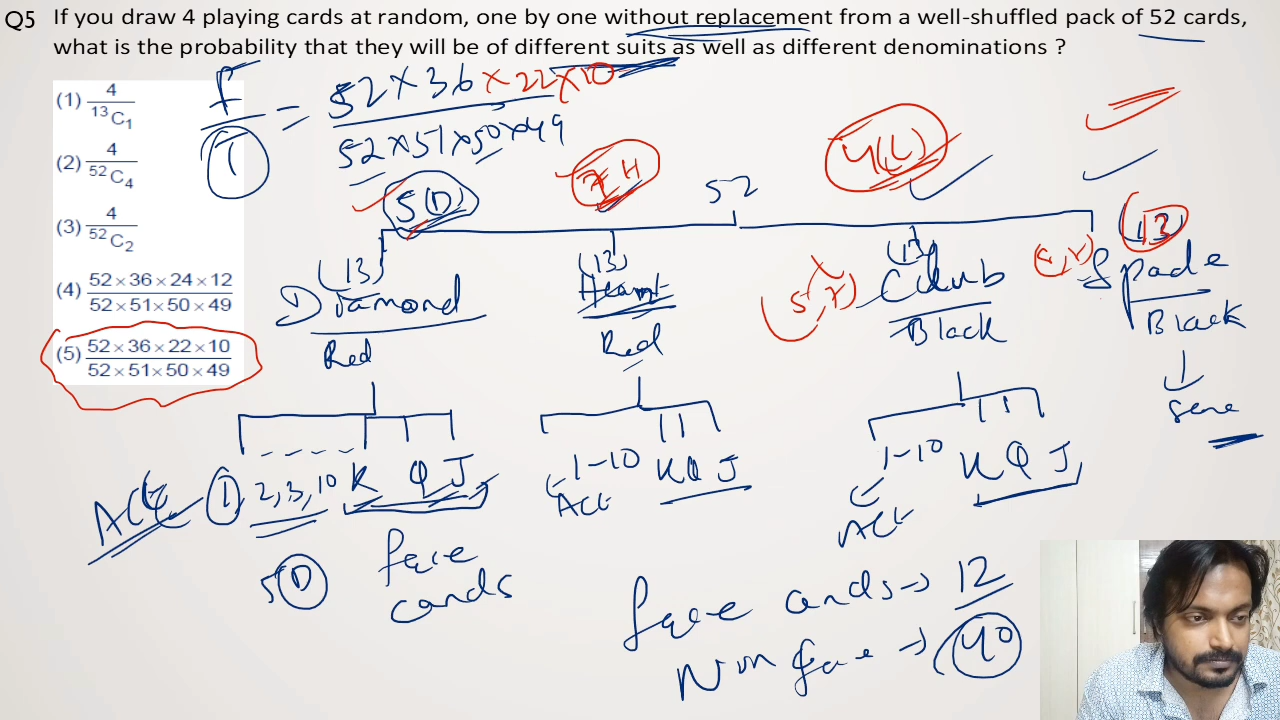 Q5 If you draw 4 playing cards at random, one by one without replacement from a well-shuffled pack of 52 cards,
what is the probability that they will be of different suits as well as different denominations ?
(1) 4 / 13C1
(2) 4 / 52C4
(3) 4 / 52C2
(4) 52×36×24×12 / 52×51×50×49
(5) 52×36×22×10 / 52×51×50×49
F / T = 52×36×22×10 / 52×51×50×49
5(D) 7H 52 4(C)
(13) (13) (13) (13)
Diamond Heart Club Spade
Red Red Black Black
ACE 1 2, 3, 10 K Q J
1-10 K Q J
ACE
1-10 K Q J
ACE
5 D
face cards
face cards → 12
Non face → 40